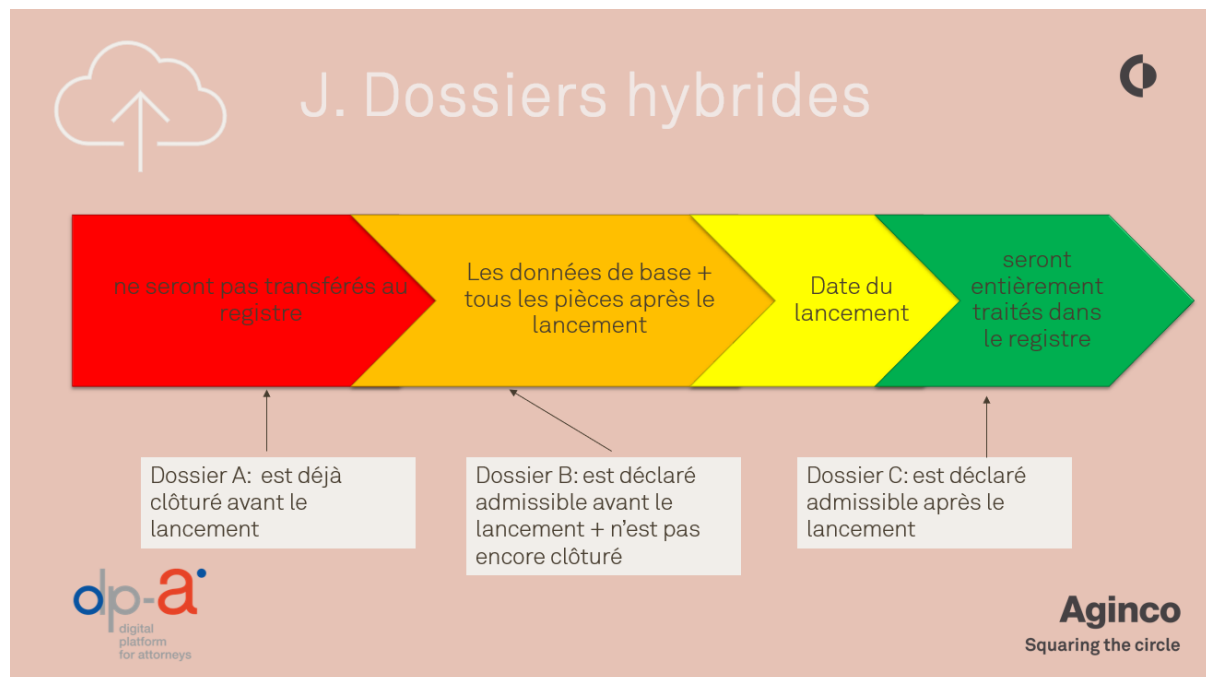 J. Dossiers hybrides
ne seront pas transférés au
registre
Les données de base +
tous les pièces après le
lancement
Date du
lancement
seront
entièrement
traités dans
le registre
Dossier A: est déjà
clôturé avant le
lancement
Dossier B: est déclaré
admissible avant le
lancement + n'est pas
encore clôturé
Dossier C: est déclaré
admissible après le
lancement
dp-a
digital
platform
for attorneys
Aginco
Squaring the circle